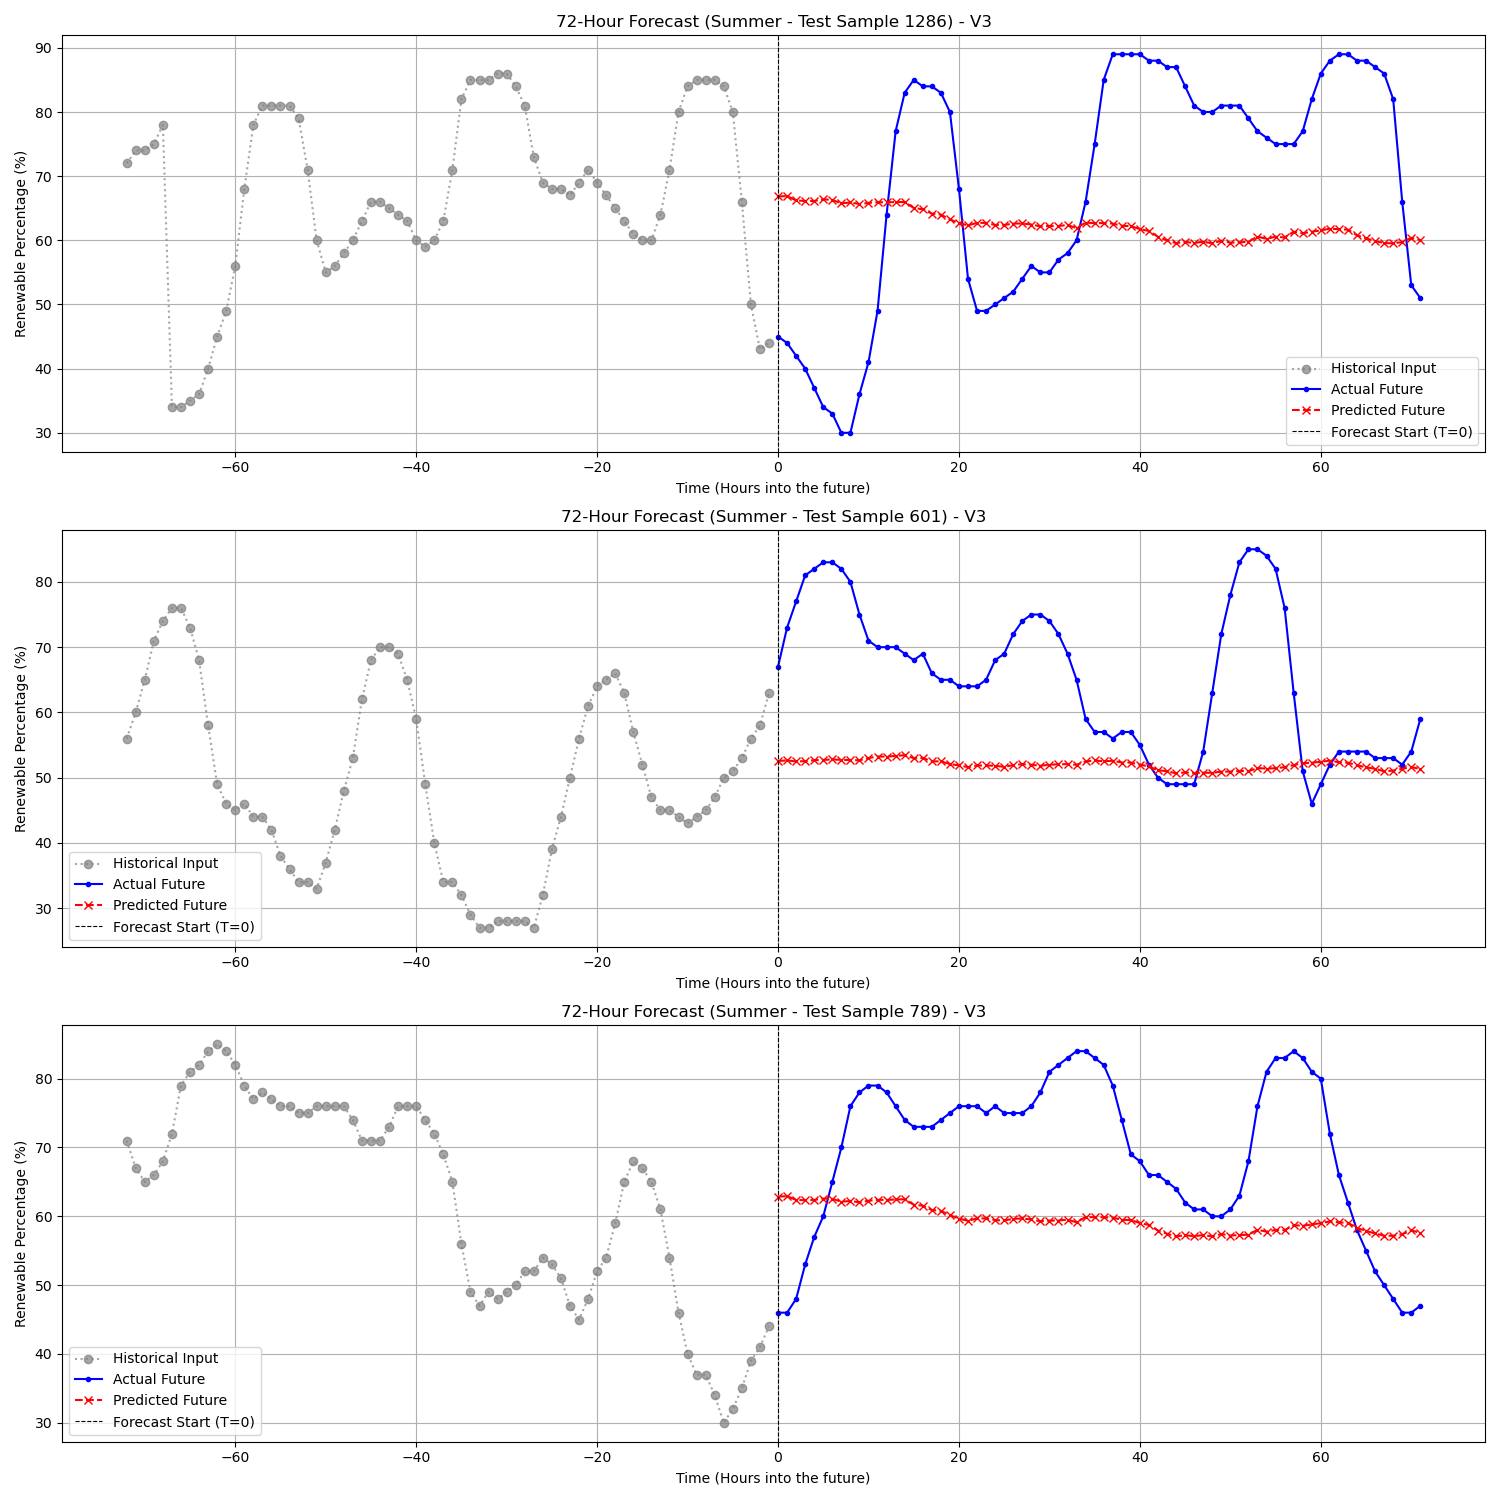 72-Hour Forecast (Summer - Test Sample 1286) - V3
Renewable Percentage (%)
90
80
70
60
50
40
30
−60
−40
−20
0
20
40
60
Time (Hours into the future)
Historical Input
Actual Future
Predicted Future
Forecast Start (T=0)
72-Hour Forecast (Summer - Test Sample 601) - V3
Renewable Percentage (%)
80
70
60
50
40
30
−60
−40
−20
0
20
40
60
Time (Hours into the future)
Historical Input
Actual Future
Predicted Future
Forecast Start (T=0)
72-Hour Forecast (Summer - Test Sample 789) - V3
Renewable Percentage (%)
80
70
60
50
40
30
−60
−40
−20
0
20
40
60
Time (Hours into the future)
Historical Input
Actual Future
Predicted Future
Forecast Start (T=0)